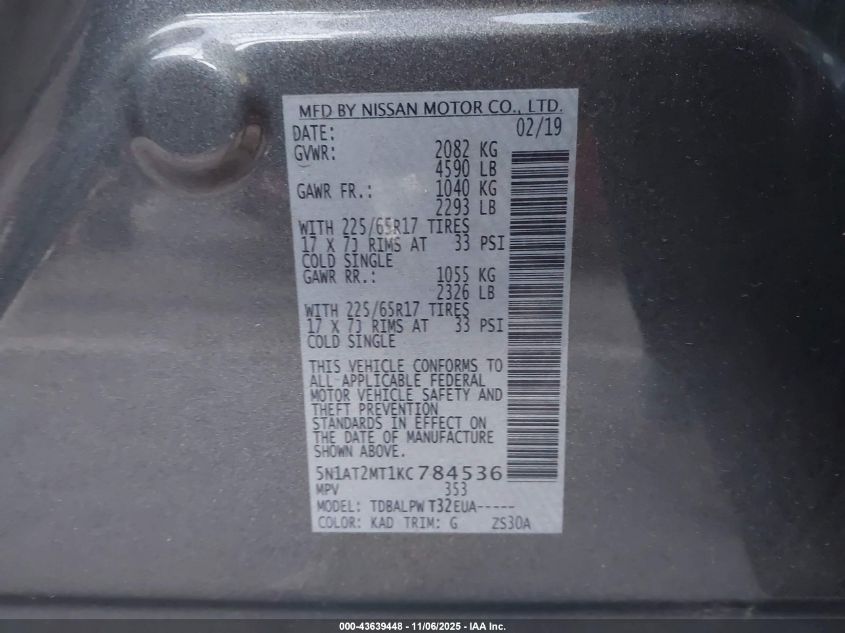 MFD BY NISSAN MOTOR CO., LTD.
DATE: 02/19
GVWR: 2082 KG
4590 LB
GAWR FR.: 1040 KG
2293 LB
WITH 225/65R17 TIRES
17 X 7J RIMS AT 33 PSI
COLD SINGLE
GAWR RR.: 1055 KG
2326 LB
WITH 225/65R17 TIRES
17 X 7J RIMS AT 33 PSI
COLD SINGLE
THIS VEHICLE CONFORMS TO
ALL APPLICABLE FEDERAL
MOTOR VEHICLE SAFETY AND
THEFT PREVENTION
STANDARDS IN EFFECT ON
THE DATE OF MANUFACTURE
SHOWN ABOVE.
5N1AT2MT1KC784536
MPV 353
MODEL: TDBALPW T32EUA-----
COLOR: KAD TRIM: G ZS30A
000-43639448 - 11/06/2025 - IAA Inc.